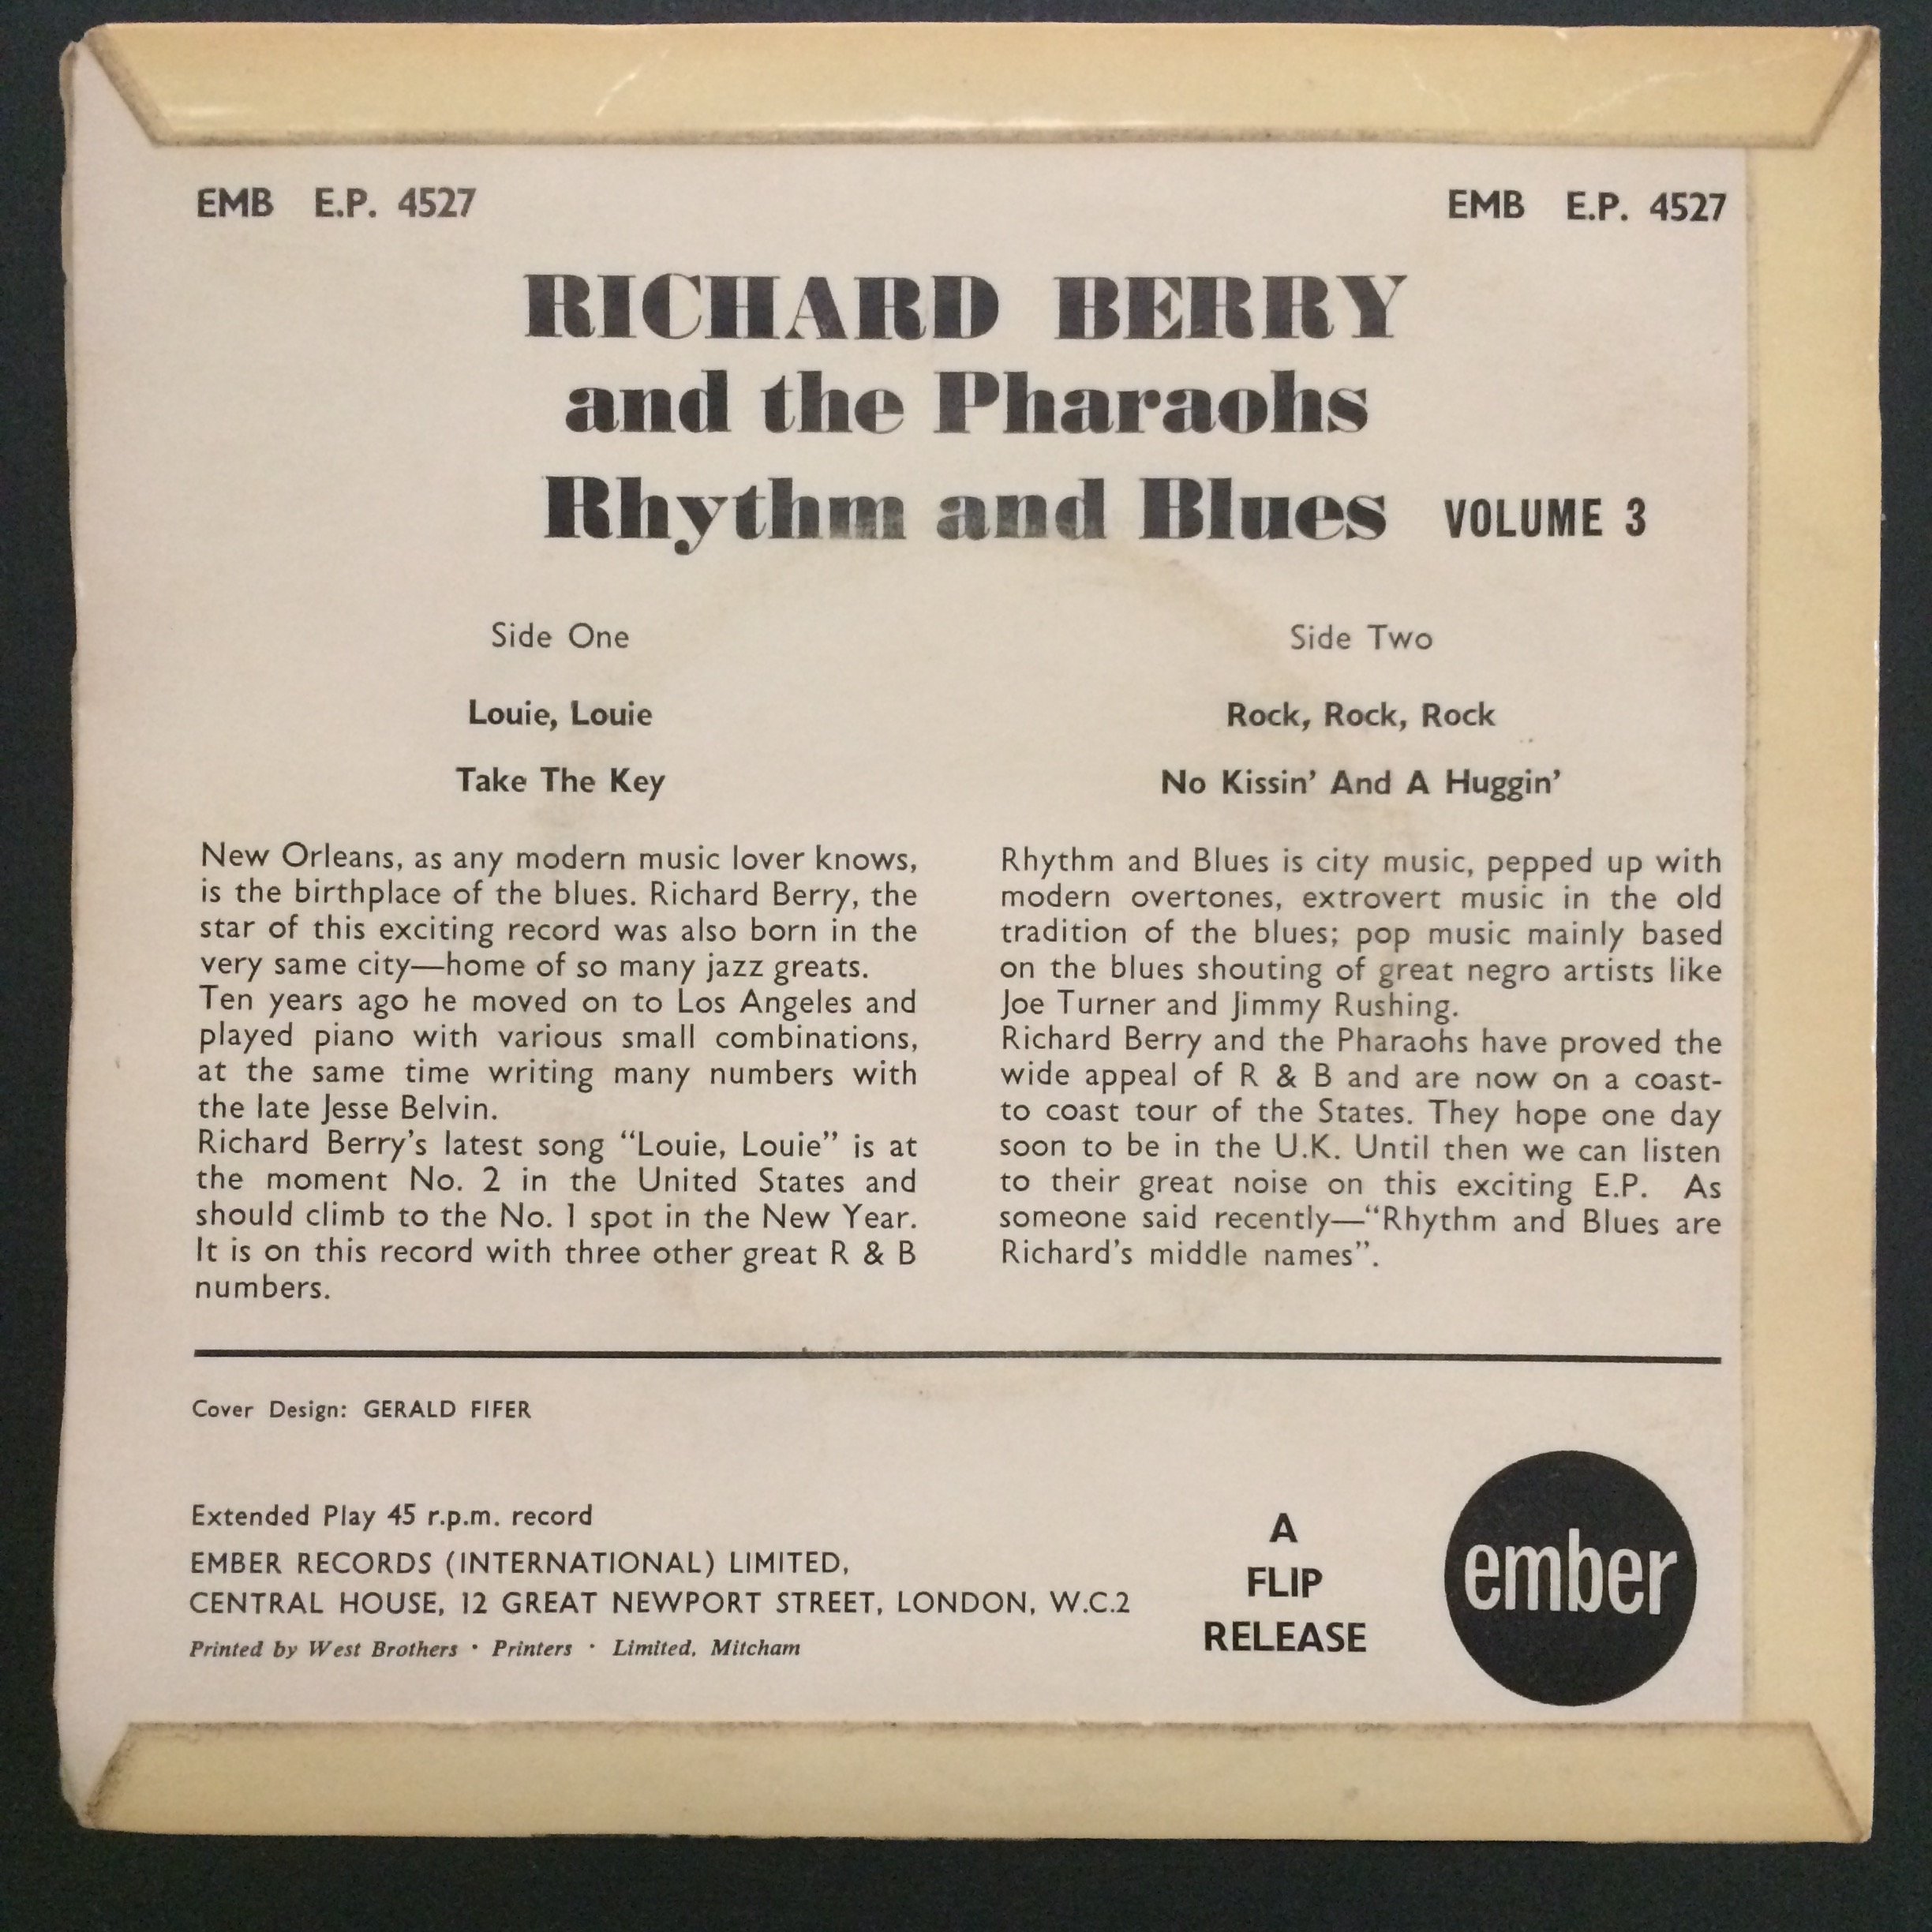 EMB E.P. 4527
EMB E.P. 4527
RICHARD BERRY
and the Pharaohs
Rhythm and Blues VOLUME 3
Side One
Louie, Louie
Take The Key
Side Two
Rock, Rock, Rock
No Kissin' And A Huggin'
New Orleans, as any modern music lover knows,
is the birthplace of the blues. Richard Berry, the
star of this exciting record was also born in the
very same city—home of so many jazz greats.
Ten years ago he moved on to Los Angeles and
played piano with various small combinations,
at the same time writing many numbers with
the late Jesse Belvin.
Richard Berry's latest song “Louie, Louie” is at
the moment No. 2 in the United States and
should climb to the No. 1 spot in the New Year.
It is on this record with three other great R & B
numbers.
Rhythm and Blues is city music, pepped up with
modern overtones, extrovert music in the old
tradition of the blues; pop music mainly based
on the blues shouting of great negro artists like
Joe Turner and Jimmy Rushing.
Richard Berry and the Pharaohs have proved the
wide appeal of R & B and are now on a coast-
to coast tour of the States. They hope one day
soon to be in the U.K. Until then we can listen
to their great noise on this exciting E.P. As
someone said recently—“Rhythm and Blues are
Richard's middle names”.
Cover Design: GERALD FIFER
Extended Play 45 r.p.m. record
EMBER RECORDS (INTERNATIONAL) LIMITED,
CENTRAL HOUSE, 12 GREAT NEWPORT STREET, LONDON, W.C.2
Printed by West Brothers · Printers · Limited, Mitcham
A
FLIP
RELEASE
ember